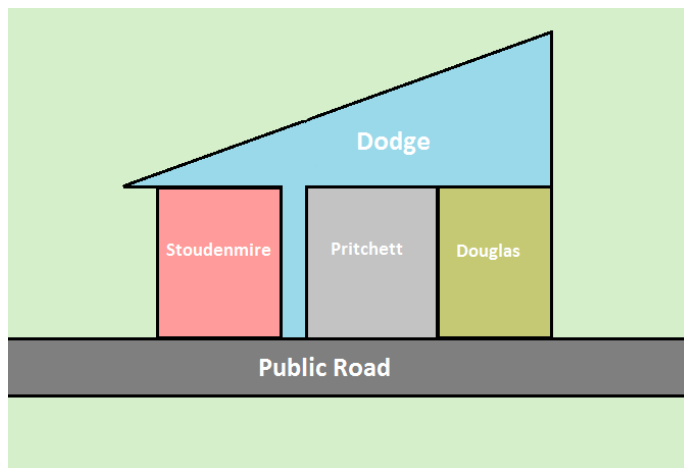 Dodge
Stoudenmire
Pritchett
Douglas
Public Road